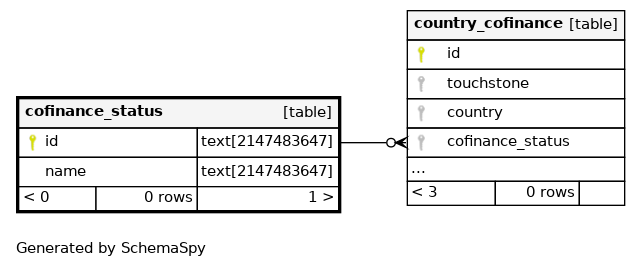 country_cofinance [table]
id
touchstone
country
cofinance_status
...
< 3 0 rows
cofinance_status [table]
id text[2147483647]
name text[2147483647]
< 0 0 rows 1 >
Generated by SchemaSpy